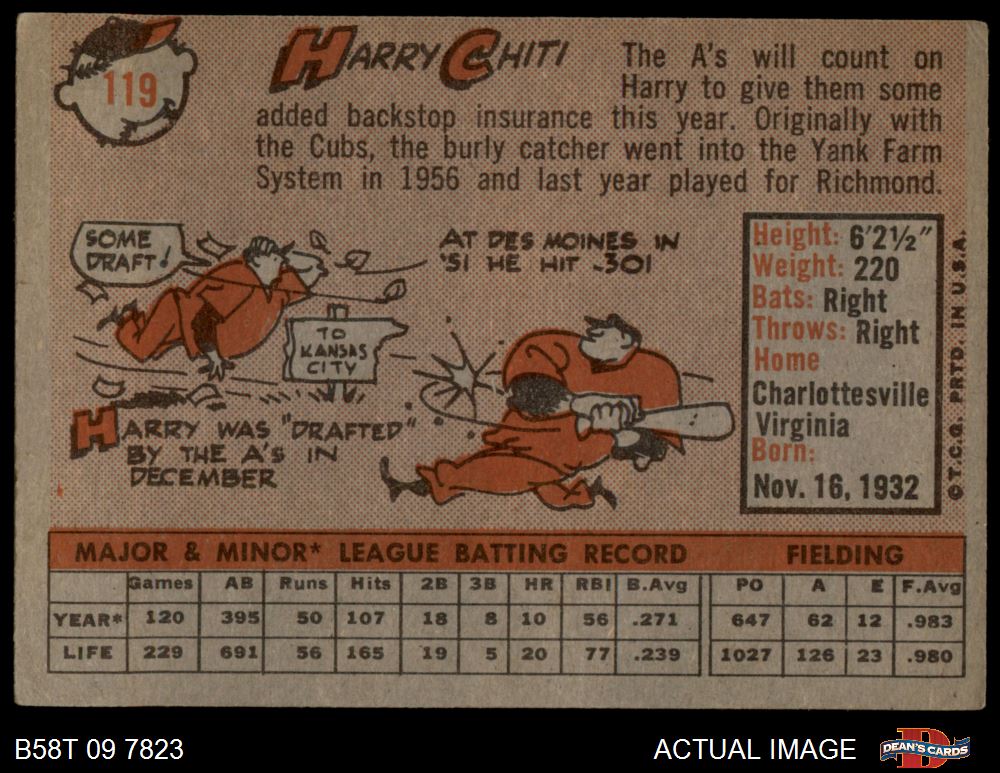 119
HARRY CHITI
The A's will count on
Harry to give them some
added backstop insurance this year. Originally with
the Cubs, the burly catcher went into the Yank Farm
System in 1956 and last year played for Richmond.
SOME
DRAFT!
TO
KANSAS
CITY
HARRY WAS "DRAFTED"
BY THE A'S IN
DECEMBER
AT DES MOINES IN
'51 HE HIT .301
Height: 6'2½"
Weight: 220
Bats: Right
Throws: Right
Home
Charlottesville
Virginia
Born:
Nov. 16, 1932
© T.C.G. PRTD. IN U.S.A.
MAJOR & MINOR* LEAGUE BATTING RECORD FIELDING
Games AB Runs Hits 2B 3B HR RBI B.Avg PO A E F.Avg
YEAR* 120 395 50 107 18 8 10 56 .271 647 62 12 .983
LIFE 229 691 56 165 19 5 20 77 .239 1027 126 23 .980
B58T 09 7823
ACTUAL IMAGE
DEAN'S CARDS